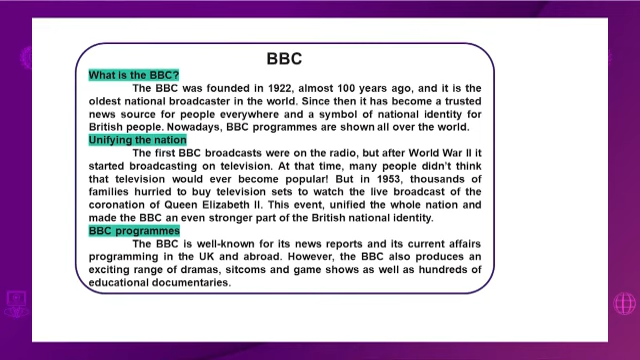 BBC
What is the BBC?
The BBC was founded in 1922, almost 100 years ago, and it is the
oldest national broadcaster in the world. Since then it has become a trusted
news source for people everywhere and a symbol of national identity for
British people. Nowadays, BBC programmes are shown all over the world.
Unifying the nation
The first BBC broadcasts were on the radio, but after World War II it
started broadcasting on television. At that time, many people didn't think
that television would ever become popular! But in 1953, thousands of
families hurried to buy television sets to watch the live broadcast of the
coronation of Queen Elizabeth II. This event, unified the whole nation and
made the BBC an even stronger part of the British national identity.
BBC programmes
The BBC is well-known for its news reports and its current affairs
programming in the UK and abroad. However, the BBC also produces an
exciting range of dramas, sitcoms and game shows as well as hundreds of
educational documentaries.